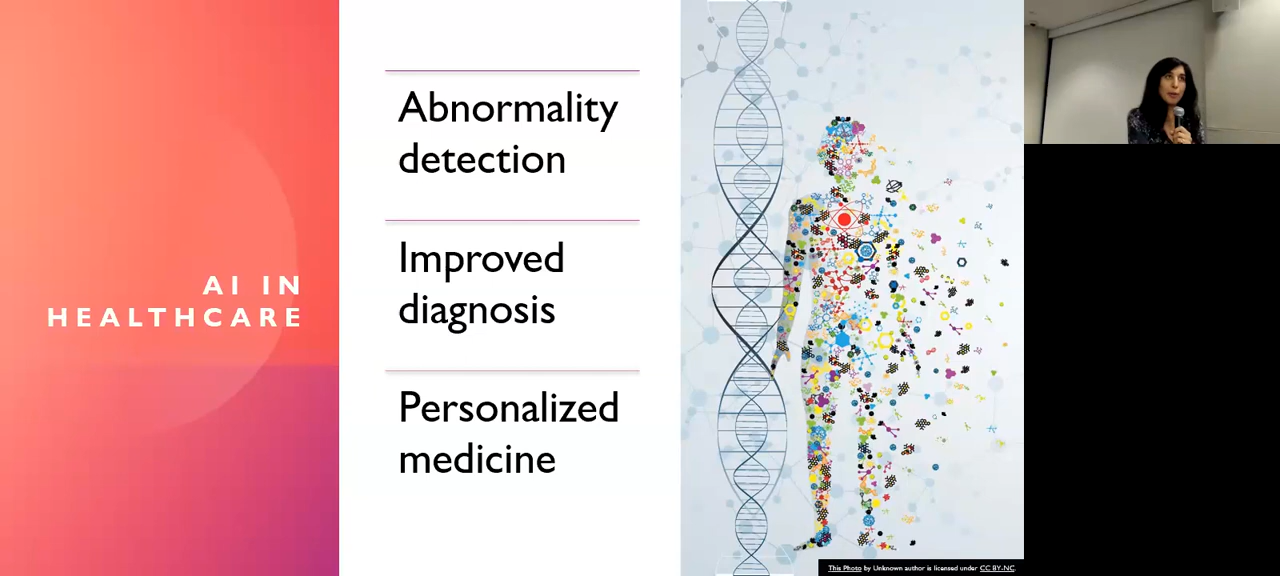 AI IN
HEALTHCARE
Abnormality
detection
Improved
diagnosis
Personalized
medicine
This Photo by Unknown author is licensed under CC BY-NC.